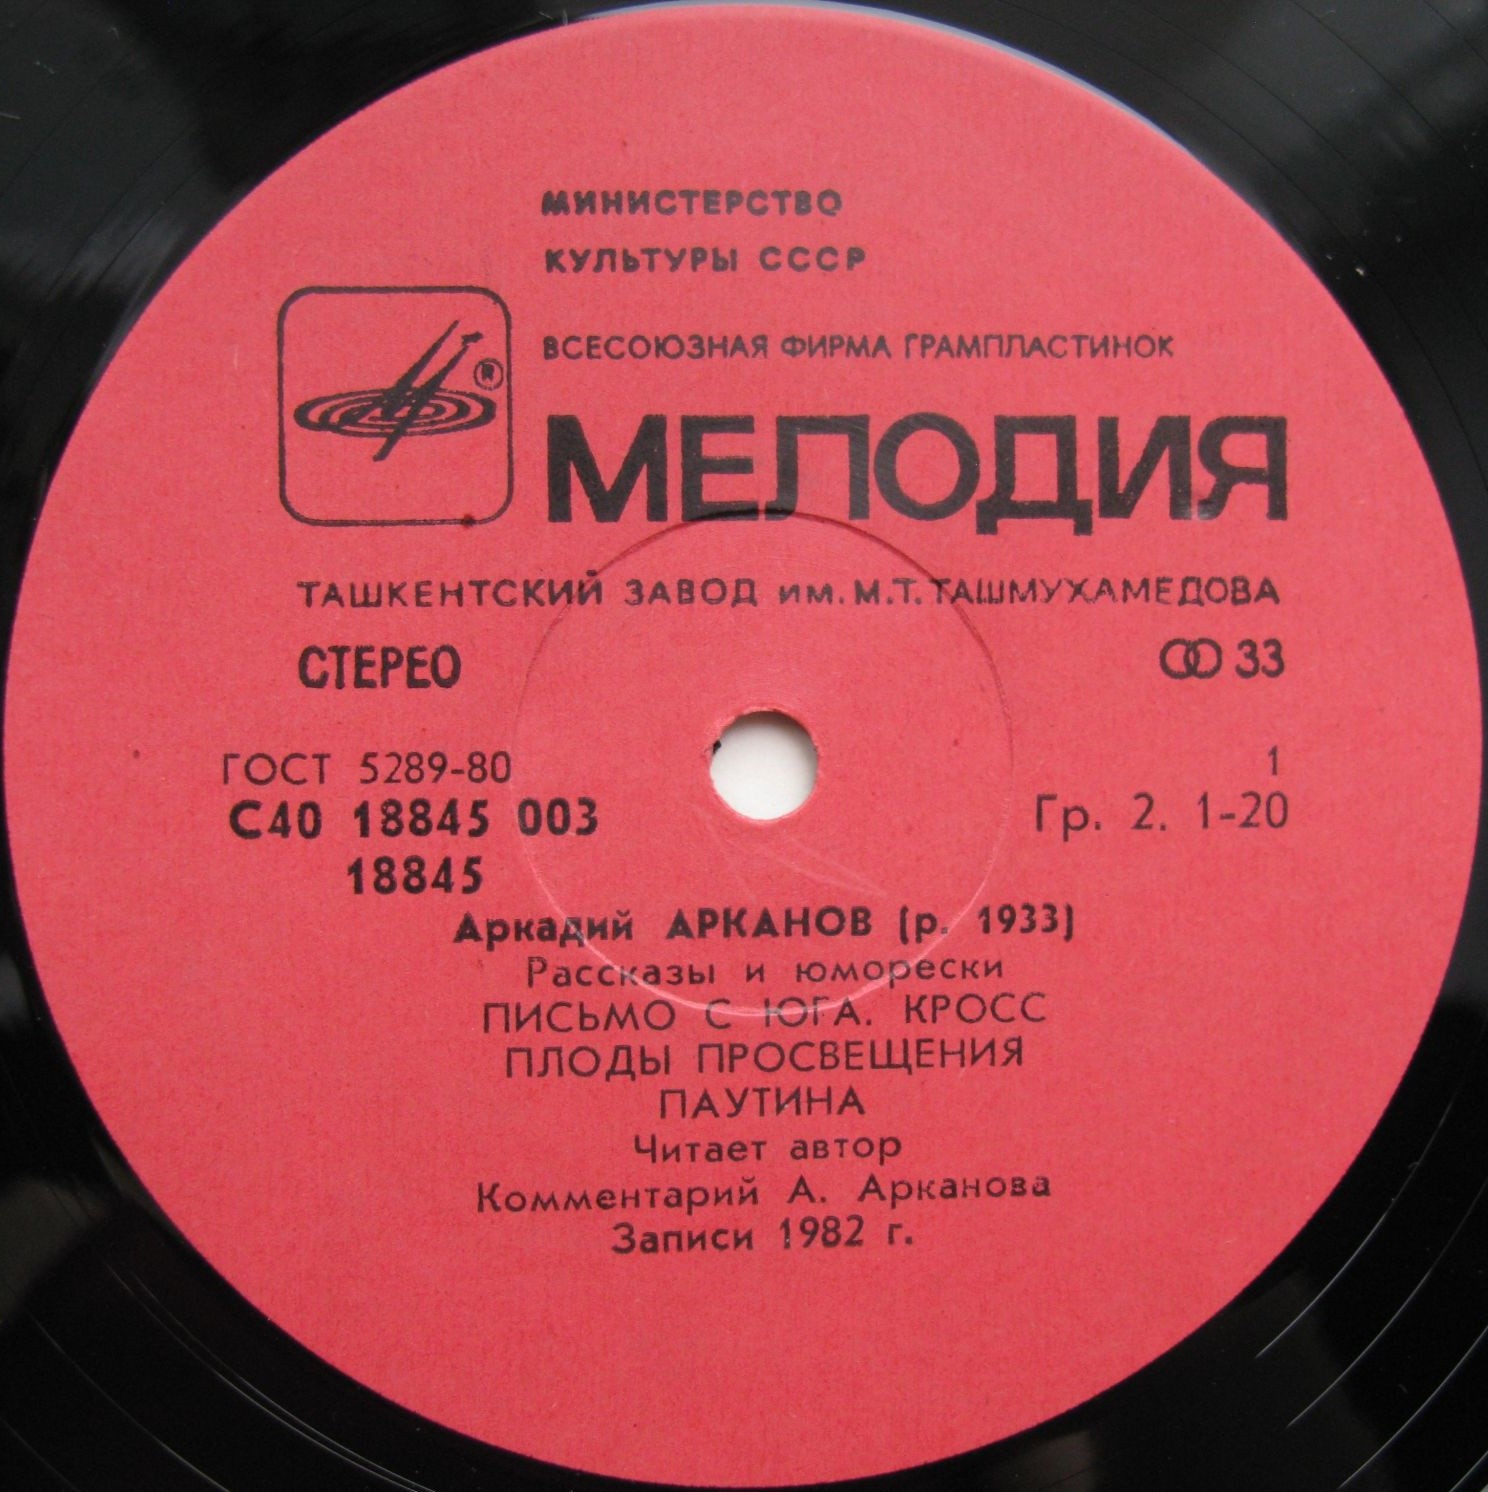 МИНИСТЕРСТВО
КУЛЬТУРЫ СССР
ВСЕСОЮЗНАЯ ФИРМА ГРАМПЛАСТИНОК
®
МЕЛОДИЯ
ТАШКЕНТСКИЙ ЗАВОД им. М.Т. ТАШМУХАМЕДОВА
СТЕРЕО 33
ГОСТ 5289-80 1
С40 18845 003 Гр. 2. 1-20
18845
Аркадий АРКАНОВ (р. 1933)
Рассказы и юморески
ПИСЬМО С ЮГА. КРОСС
ПЛОДЫ ПРОСВЕЩЕНИЯ
ПАУТИНА
Читает автор
Комментарий А. Арканова
Записи 1982 г.